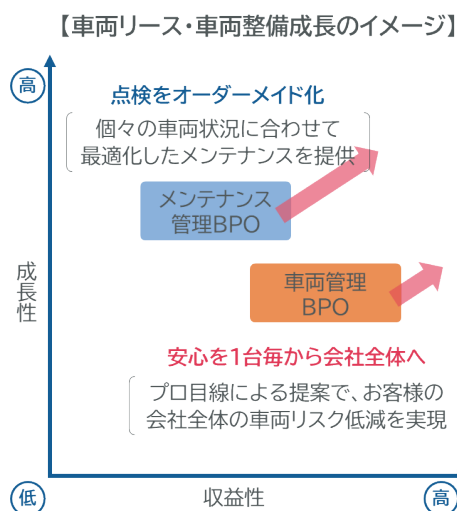 【車両リース・車両整備成長のイメージ】
高
点検をオーダーメイド化
個々の車両状況に合わせて
最適化したメンテナンスを提供
メンテナンス
管理BPO
成長性
車両管理
BPO
安心を1台毎から会社全体へ
プロ目線による提案で、お客様の
会社全体の車両リスク低減を実現
低
収益性
高